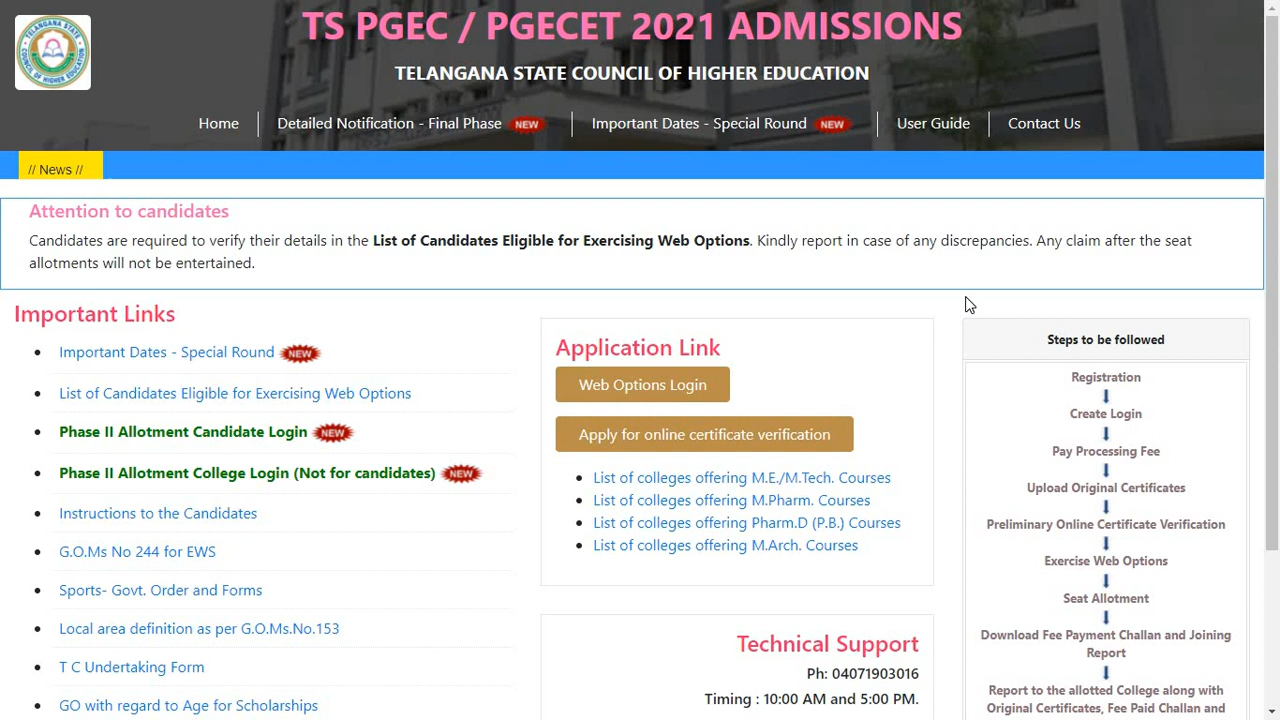 TS PGEC / PGECET 2021 ADMISSIONS
TELANGANA STATE COUNCIL OF HIGHER EDUCATION
Home
Detailed Notification - Final Phase NEW
Important Dates - Special Round NEW
User Guide
Contact Us
// News //
Attention to candidates
Candidates are required to verify their details in the List of Candidates Eligible for Exercising Web Options. Kindly report in case of any discrepancies. Any claim after the seat
allotments will not be entertained.
Important Links
Important Dates - Special Round NEW
List of Candidates Eligible for Exercising Web Options
Phase II Allotment Candidate Login NEW
Phase II Allotment College Login (Not for candidates) NEW
Instructions to the Candidates
G.O.Ms No 244 for EWS
Sports- Govt. Order and Forms
Local area definition as per G.O.Ms.No.153
T C Undertaking Form
GO with regard to Age for Scholarships
Application Link
Web Options Login
Apply for online certificate verification
List of colleges offering M.E./M.Tech. Courses
List of colleges offering M.Pharm. Courses
List of colleges offering Pharm.D (P.B.) Courses
List of colleges offering M.Arch. Courses
Technical Support
Ph: 04071903016
Timing : 10:00 AM and 5:00 PM.
Steps to be followed
Registration
Create Login
Pay Processing Fee
Upload Original Certificates
Preliminary Online Certificate Verification
Exercise Web Options
Seat Allotment
Download Fee Payment Challan and Joining
Report
Report to the allotted College along with
Original Certificates, Fee Paid Challan and